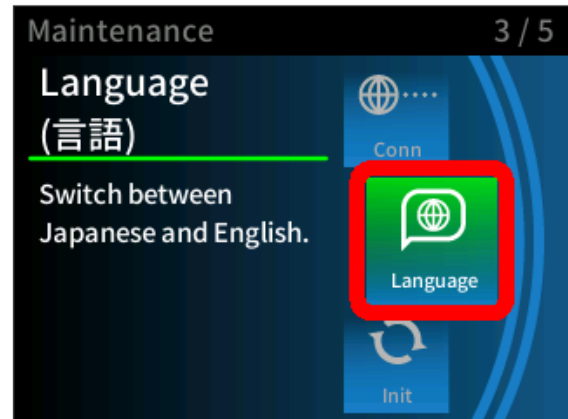 Maintenance 3 / 5
Language
(言語)
Switch between
Japanese and English.
Conn
Language
Init